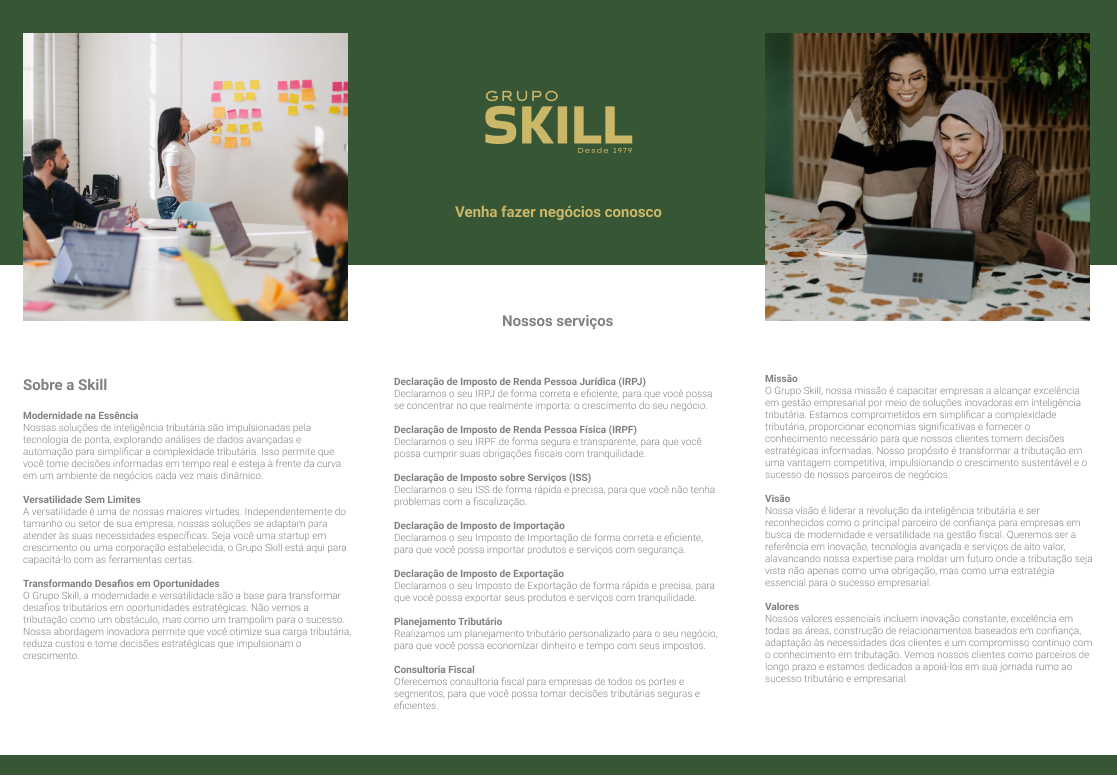 GRUPO
SKILL
Desde 1979
Venha fazer negócios conosco
Sobre a Skill
Modernidade na Essência
Nossas soluções de inteligência tributária são impulsionadas pela
tecnologia de ponta, explorando análises de dados avançadas e
automação para simplificar a complexidade tributária. Isso permite que
você tome decisões informadas em tempo real e esteja à frente da curva
em um ambiente de negócios cada vez mais dinâmico.
Versatilidade Sem Limites
A versatilidade é uma de nossas maiores virtudes. Independentemente do
tamanho ou setor de sua empresa, nossas soluções se adaptam para
atender às suas necessidades específicas. Seja você uma startup em
crescimento ou uma corporação estabelecida, o Grupo Skill está aqui para
capacitá-lo com as ferramentas certas.
Transformando Desafios em Oportunidades
O Grupo Skill, a modernidade e versatilidade são a base para transformar
desafios tributários em oportunidades estratégicas. Não vemos a
tributação como um obstáculo, mas como um trampolim para o sucesso.
Nossa abordagem inovadora permite que você otimize sua carga tributária,
reduza custos e tome decisões estratégicas que impulsionam o
crescimento.
Nossos serviços
Declaração de Imposto de Renda Pessoa Jurídica (IRPJ)
Declaramos o seu IRPJ de forma correta e eficiente, para que você possa
se concentrar no que realmente importa: o crescimento do seu negócio.
Declaração de Imposto de Renda Pessoa Física (IRPF)
Declaramos o seu IRPF de forma segura e transparente, para que você
possa cumprir suas obrigações fiscais com tranquilidade.
Declaração de Imposto sobre Serviços (ISS)
Declaramos o seu ISS de forma rápida e precisa, para que você não tenha
problemas com a fiscalização.
Declaração de Imposto de Importação
Declaramos o seu Imposto de Importação de forma correta e eficiente,
para que você possa importar produtos e serviços com segurança.
Declaração de Imposto de Exportação
Declaramos o seu Imposto de Exportação de forma rápida e precisa, para
que você possa exportar seus produtos e serviços com tranquilidade.
Planejamento Tributário
Realizamos um planejamento tributário personalizado para o seu negócio,
para que você possa economizar dinheiro e tempo com seus impostos.
Consultoria Fiscal
Oferecemos consultoria fiscal para empresas de todos os portes e
segmentos, para que você possa tomar decisões tributárias seguras e
eficientes.
Missão
O Grupo Skill, nossa missão é capacitar empresas a alcançar excelência
em gestão empresarial por meio de soluções inovadoras em inteligência
tributária. Estamos comprometidos em simplificar a complexidade
tributária, proporcionar economias significativas e fornecer o
conhecimento necessário para que nossos clientes tomem decisões
estratégicas informadas. Nosso propósito é transformar a tributação em
uma vantagem competitiva, impulsionando o crescimento sustentável e o
sucesso de nossos parceiros de negócios.
Visão
Nossa visão é liderar a revolução da inteligência tributária e ser
reconhecidos como o principal parceiro de confiança para empresas em
busca de modernidade e versatilidade na gestão fiscal. Queremos ser a
referência em inovação, tecnologia avançada e serviços de alto valor,
alavancando nossa expertise para moldar um futuro onde a tributação seja
vista não apenas como uma obrigação, mas como uma estratégia
essencial para o sucesso empresarial.
Valores
Nossos valores essenciais incluem inovação constante, excelência em
todas as áreas, construção de relacionamentos baseados em confiança,
adaptação às necessidades dos clientes e um compromisso contínuo com
o conhecimento em tributação. Vemos nossos clientes como parceiros de
longo prazo e estamos dedicados a apoiá-los em sua jornada rumo ao
sucesso tributário e empresarial.